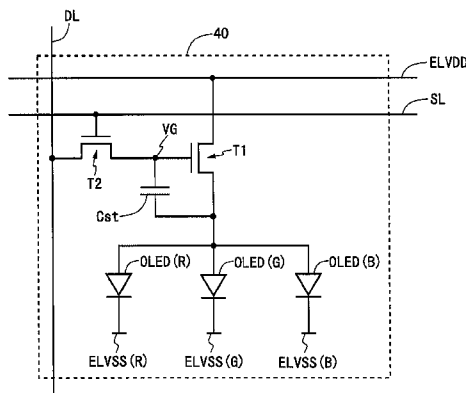 DL
40
ELVDD
SL
VG
T2
T1
Cst
OLED(R)
OLED(G)
OLED(B)
ELVSS(R)
ELVSS(G)
ELVSS(B)